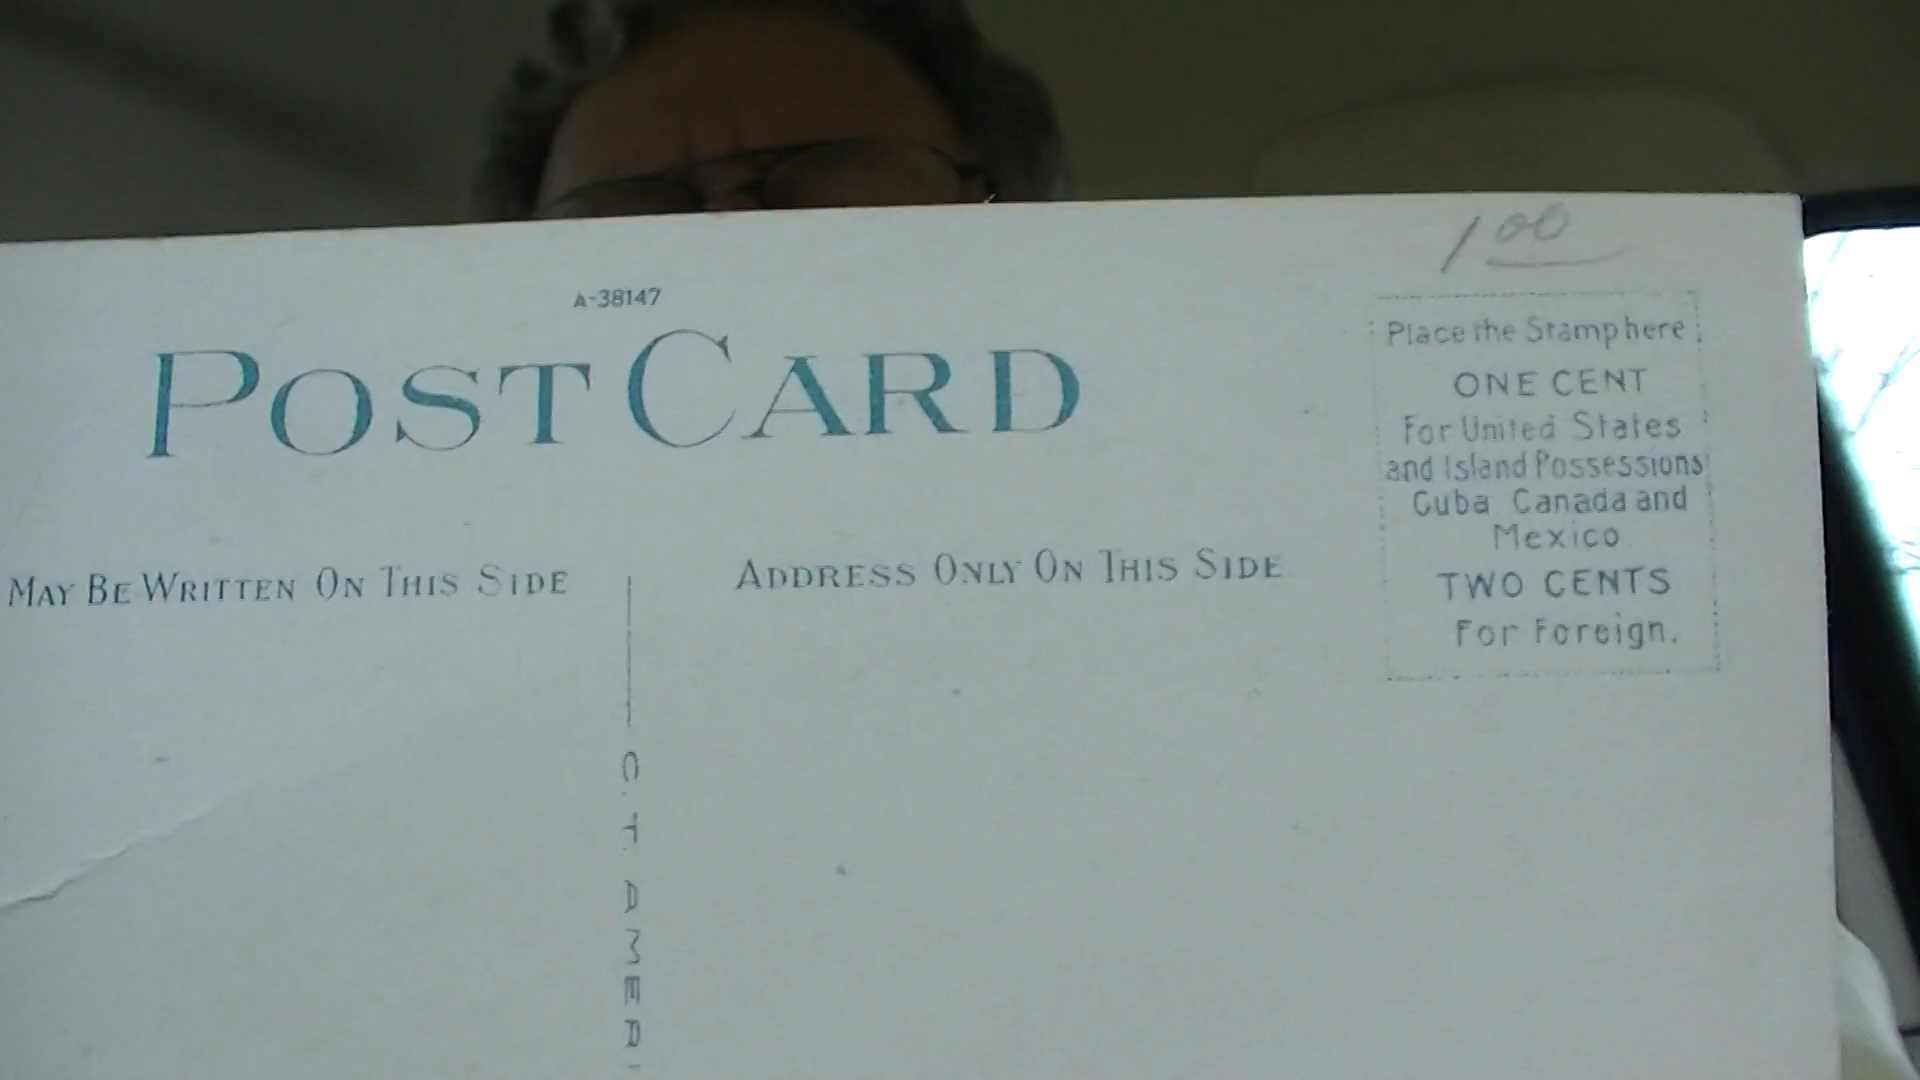 1 00
A-38147
POST CARD
Place the Stamp here
ONE CENT
For United States
and Island Possessions
Cuba Canada and
Mexico
TWO CENTS
For Foreign.
MAY BE WRITTEN ON THIS SIDE
ADDRESS ONLY ON THIS SIDE
C. T. AMER